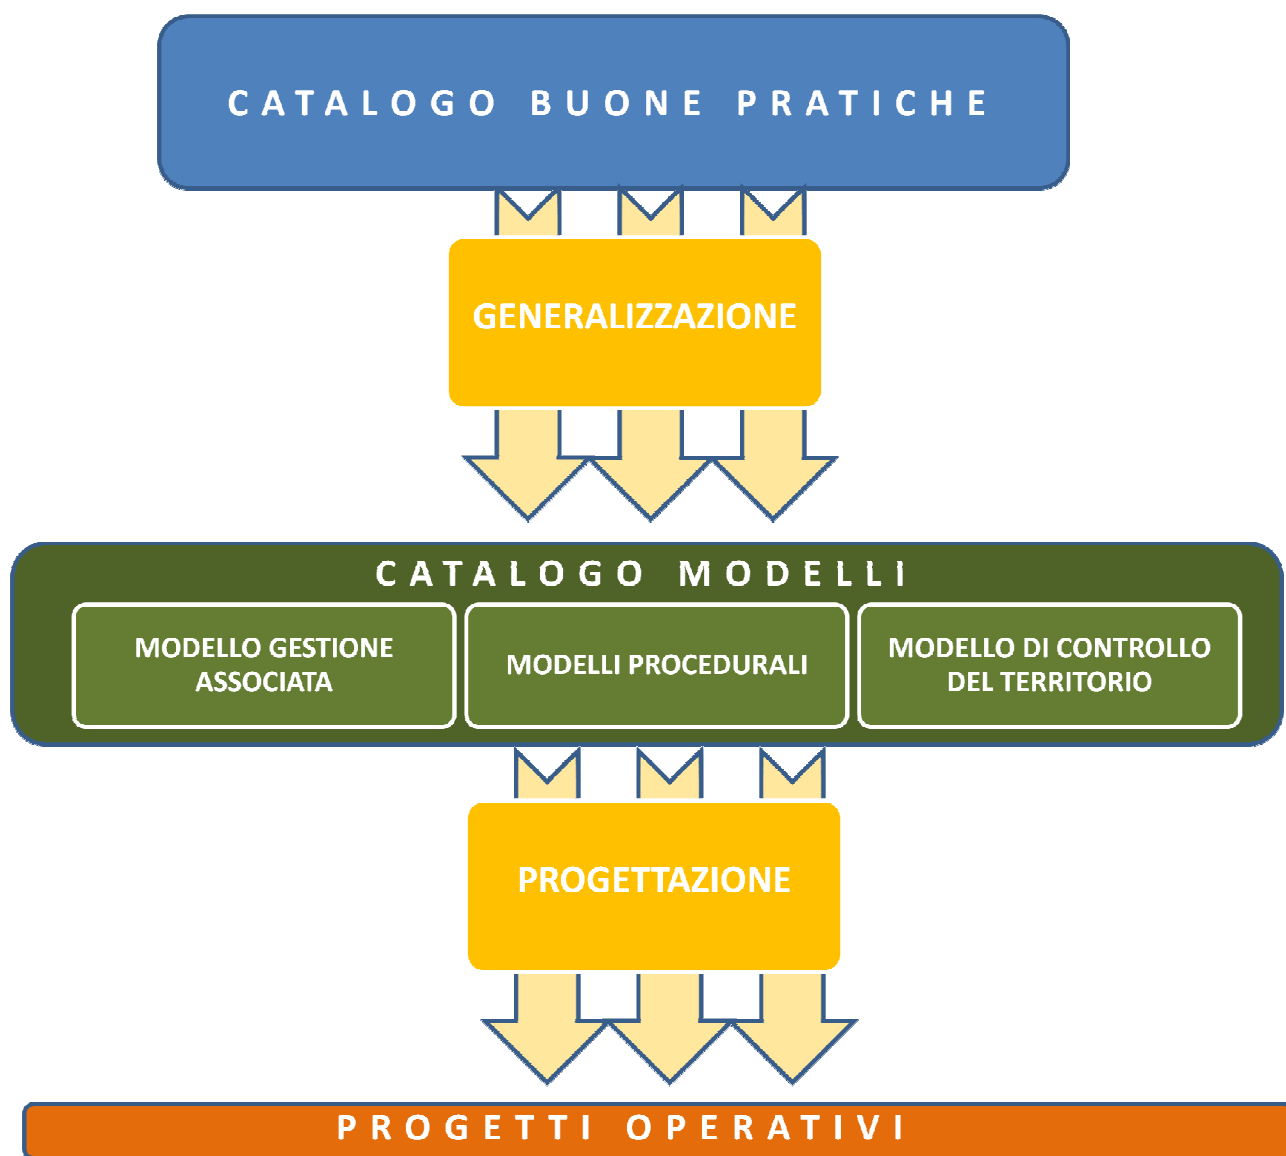 CATALOGO BUONE PRATICHE
GENERALIZZAZIONE
CATALOGO MODELLI
MODELLO GESTIONE
ASSOCIATA
MODELLI PROCEDURALI
MODELLO DI CONTROLLO
DEL TERRITORIO
PROGETTAZIONE
PROGETTI OPERATIVI